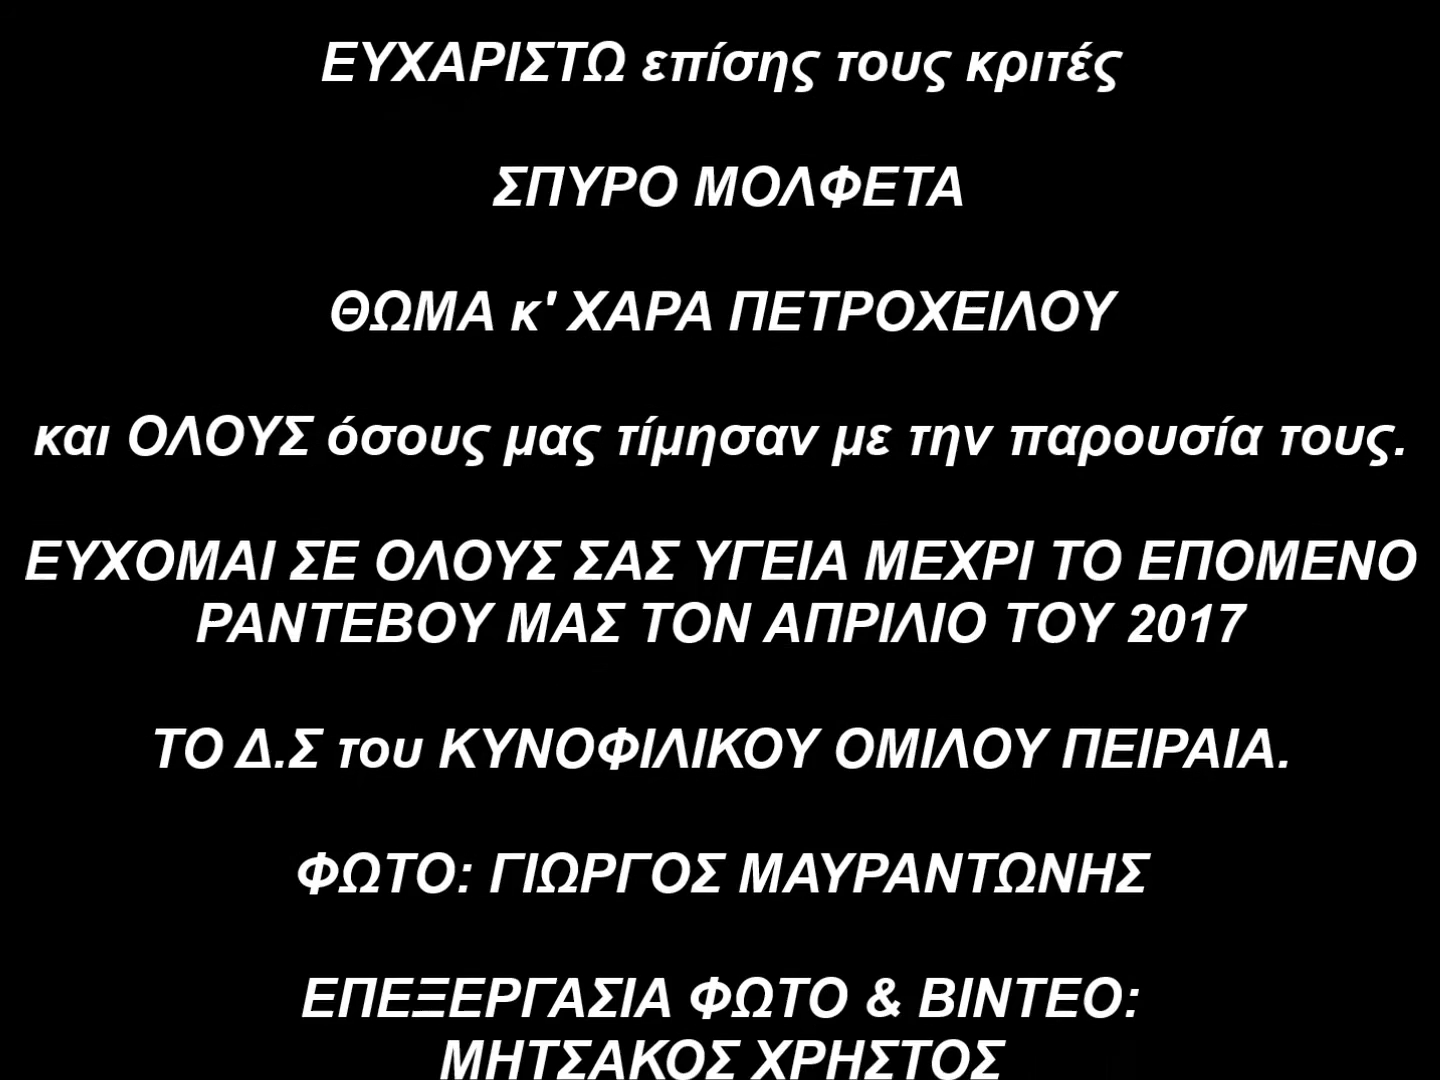 ΕΥΧΑΡΙΣΤΩ επίσης τους κριτές
ΣΠΥΡΟ ΜΟΛΦΕΤΑ
ΘΩΜΑ κ' ΧΑΡΑ ΠΕΤΡΟΧΕΙΛΟΥ
και ΟΛΟΥΣ όσους μας τίμησαν με την παρουσία τους.
ΕΥΧΟΜΑΙ ΣΕ ΟΛΟΥΣ ΣΑΣ ΥΓΕΙΑ ΜΕΧΡΙ ΤΟ ΕΠΟΜΕΝΟ
ΡΑΝΤΕΒΟΥ ΜΑΣ ΤΟΝ ΑΠΡΙΛΙΟ ΤΟΥ 2017
ΤΟ Δ.Σ του ΚΥΝΟΦΙΛΙΚΟΥ ΟΜΙΛΟΥ ΠΕΙΡΑΙΑ.
ΦΩΤΟ: ΓΙΩΡΓΟΣ ΜΑΥΡΑΝΤΩΝΗΣ
ΕΠΕΞΕΡΓΑΣΙΑ ΦΩΤΟ & ΒΙΝΤΕΟ:
ΜΗΤΣΑΚΟΣ ΧΡΗΣΤΟΣ